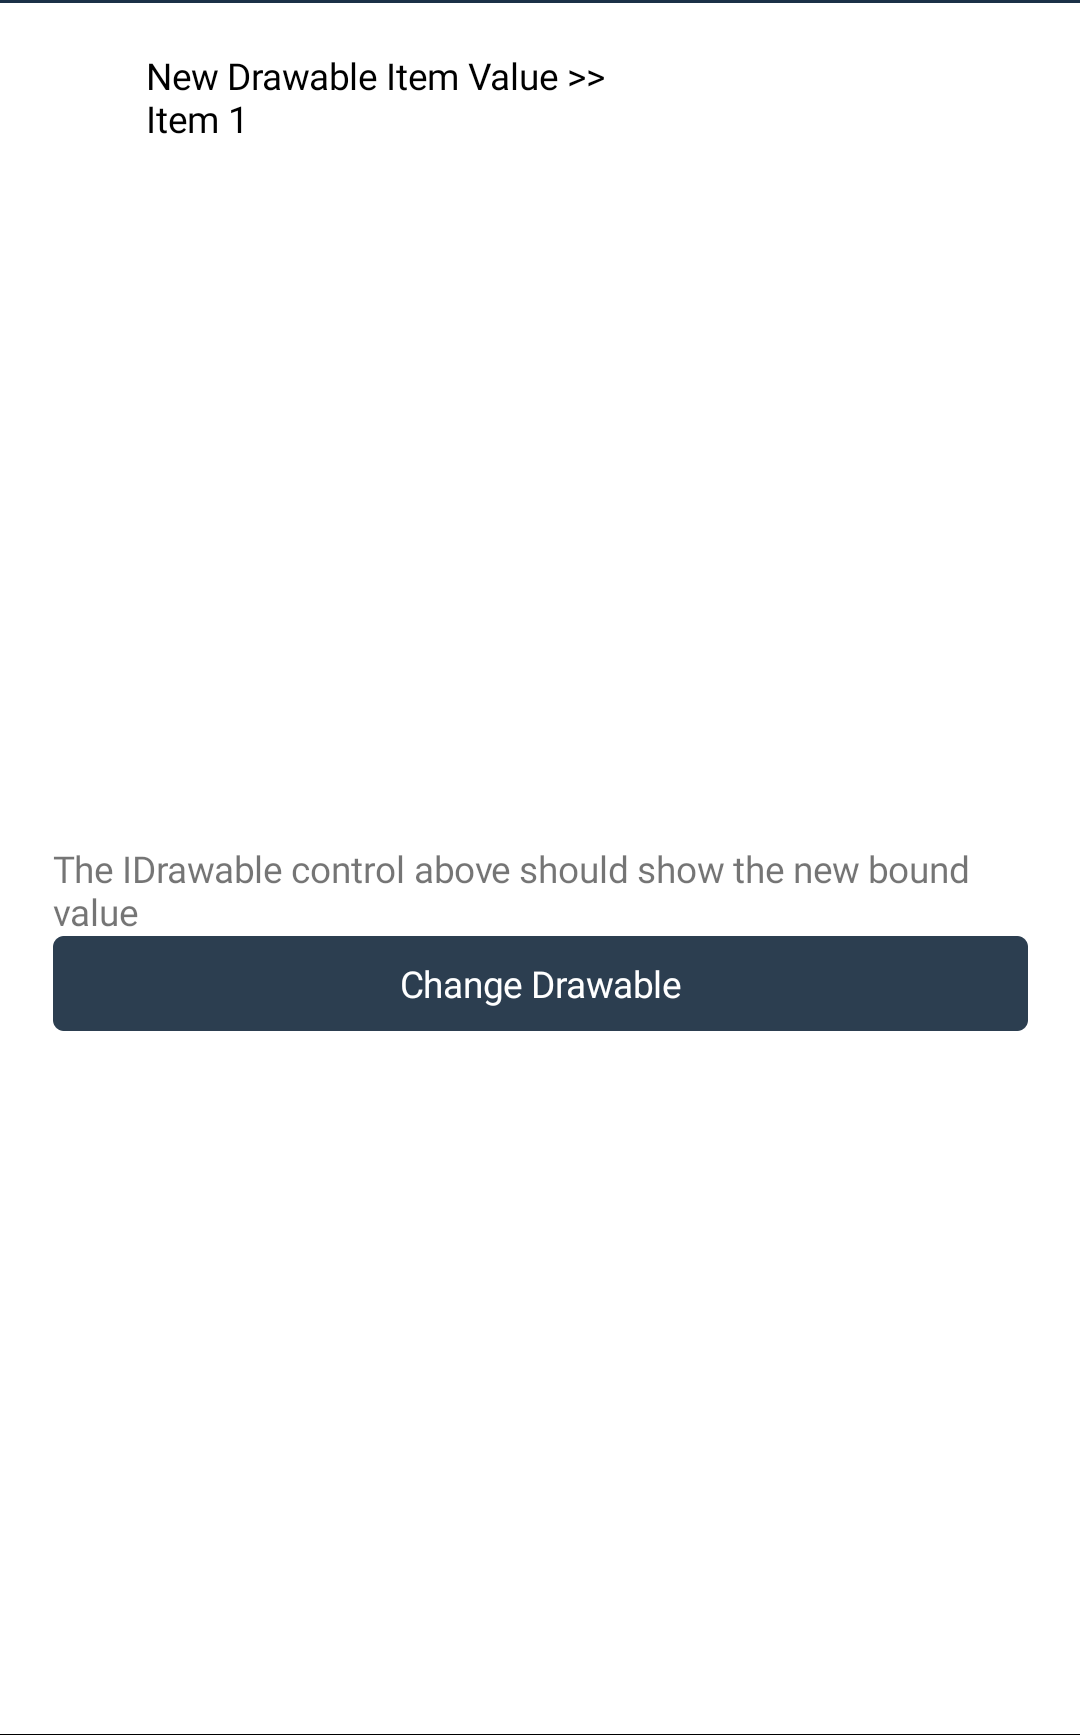 New Drawable Item Value >>
Item 1
The IDrawable control above should show the new bound
value
Change Drawable